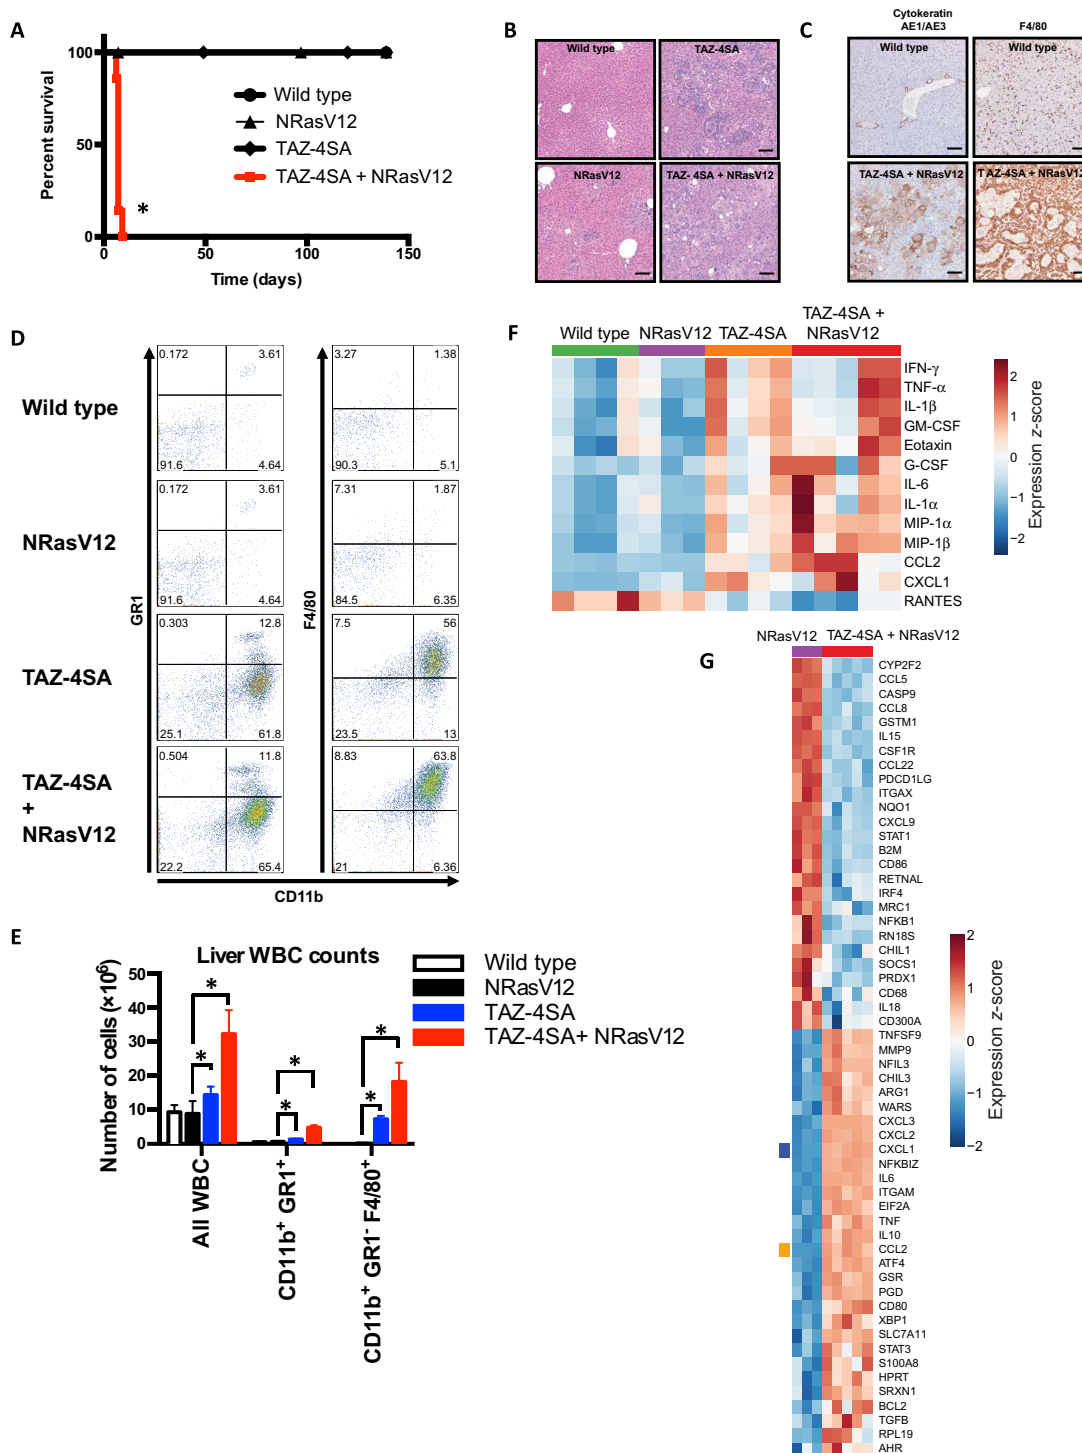 A
Percent survival
100
50
0
0
50
100
150
Time (days)
Wild type
NRasV12
TAZ-4SA
TAZ-4SA + NRasV12
*
B
Wild type
TAZ-4SA
NRasV12
TAZ- 4SA + NRasV12
C
Cytokeratin
AE1/AE3
F4/80
Wild type
Wild type
TAZ-4SA + NRasV12
T AZ-4SA + NRasV12
D
Wild type
NRasV12
TAZ-4SA
TAZ-4SA
+
NRasV12
GR1
F4/80
CD11b
0.172
3.61
91.6
4.64
3.27
1.38
90.3
5.1
0.172
3.61
91.6
4.64
7.31
1.87
84.5
6.35
0.303
12.8
25.1
61.8
7.5
56
23.5
13
0.504
11.8
22.2
65.4
8.83
63.8
21
6.36
E
Liver WBC counts
Number of cells (×10⁶)
50
40
30
20
10
0
*
*
*
*
*
*
All WBC
CD11b⁺ GR1⁺
CD11b⁺ GR1⁻ F4/80⁺
Wild type
NRasV12
TAZ-4SA
TAZ-4SA+ NRasV12
F
Wild type
NRasV12
TAZ-4SA
TAZ-4SA +
NRasV12
IFN-γ
TNF-α
IL-1β
GM-CSF
Eotaxin
G-CSF
IL-6
IL-1α
MIP-1α
MIP-1β
CCL2
CXCL1
RANTES
2
1
0
−1
−2
Expression z-score
G
NRasV12
TAZ-4SA + NRasV12
CYP2F2
CCL5
CASP9
CCL8
GSTM1
IL15
CSF1R
CCL22
PDCD1LG
ITGAX
NQO1
CXCL9
STAT1
B2M
CD86
RETNAL
IRF4
MRC1
NFKB1
RN18S
CHIL1
SOCS1
PRDX1
CD68
IL18
CD300A
TNFSF9
MMP9
NFIL3
CHIL3
ARG1
WARS
CXCL3
CXCL2
CXCL1
NFKBIZ
IL6
ITGAM
EIF2A
TNF
IL10
CCL2
ATF4
GSR
PGD
CD80
XBP1
SLC7A11
STAT3
S100A8
HPRT
SRXN1
BCL2
TGFB
RPL19
AHR
2
1
0
−1
−2
Expression z-score